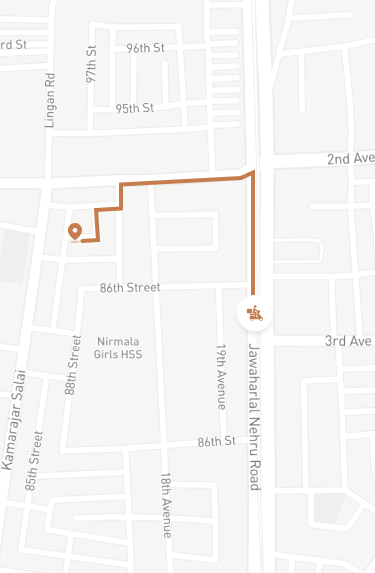 rd St
96th St
97th St
Lingan Rd
95th St
2nd Ave
86th Street
3rd Ave
Nirmala
Girls HSS
88th Street
19th Avenue
Jawaharlal Nehru Road
Kamarajar Salai
85th Street
86th St
18th Avenue